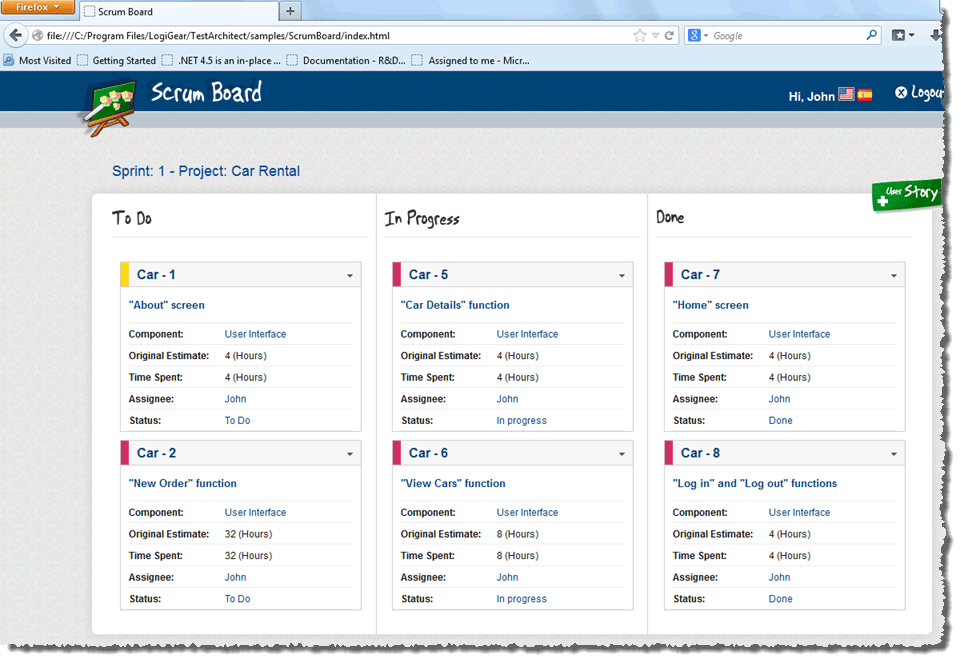 Firefox
Scrum Board
file:///C:/Program Files/LogiGear/TestArchitect/samples/ScrumBoard/index.html
Google
Most Visited Getting Started .NET 4.5 is an in-place ... Documentation - R&D... Assigned to me - Micr...
Scrum Board
Hi, John
Logout
Sprint: 1 - Project: Car Rental
User Story
To Do
In Progress
Done
Car - 1
"About" screen
Component: User Interface
Original Estimate: 4 (Hours)
Time Spent: 4 (Hours)
Assignee: John
Status: To Do
Car - 2
"New Order" function
Component: User Interface
Original Estimate: 32 (Hours)
Time Spent: 32 (Hours)
Assignee: John
Status: To Do
Car - 5
"Car Details" function
Component: User Interface
Original Estimate: 4 (Hours)
Time Spent: 4 (Hours)
Assignee: John
Status: In progress
Car - 6
"View Cars" function
Component: User Interface
Original Estimate: 8 (Hours)
Time Spent: 8 (Hours)
Assignee: John
Status: In progress
Car - 7
"Home" screen
Component: User Interface
Original Estimate: 4 (Hours)
Time Spent: 4 (Hours)
Assignee: John
Status: Done
Car - 8
"Log in" and "Log out" functions
Component: User Interface
Original Estimate: 4 (Hours)
Time Spent: 4 (Hours)
Assignee: John
Status: Done